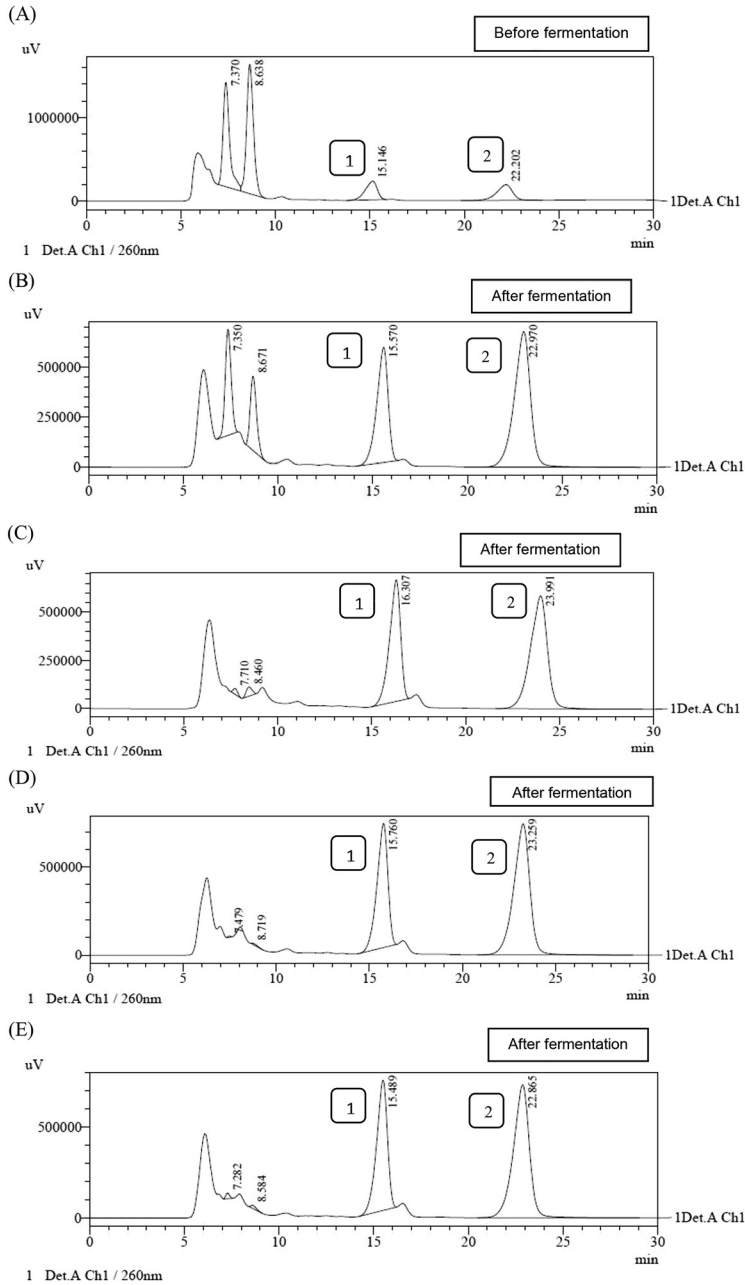 (A)
Before fermentation
uV
7.370
8.638
1000000
1
15.146
2
22.202
0
1Det.A Ch1
0 5 10 15 20 25 30
min
1 Det.A Ch1 / 260nm
(B)
After fermentation
uV
7.350
8.671
1
15.570
2
22.970
500000
250000
0
1Det.A Ch1
0 5 10 15 20 25 30
min
(C)
After fermentation
uV
7.710
8.460
1
16.307
2
23.991
500000
250000
0
1Det.A Ch1
0 5 10 15 20 25 30
min
1 Det.A Ch1 / 260nm
(D)
After fermentation
uV
7.479
8.719
1
15.760
2
23.259
500000
0
1Det.A Ch1
0 5 10 15 20 25 30
min
1 Det.A Ch1 / 260nm
(E)
After fermentation
uV
7.282
8.584
1
15.489
2
22.865
500000
0
1Det.A Ch1
0 5 10 15 20 25 30
min
1 Det.A Ch1 / 260nm